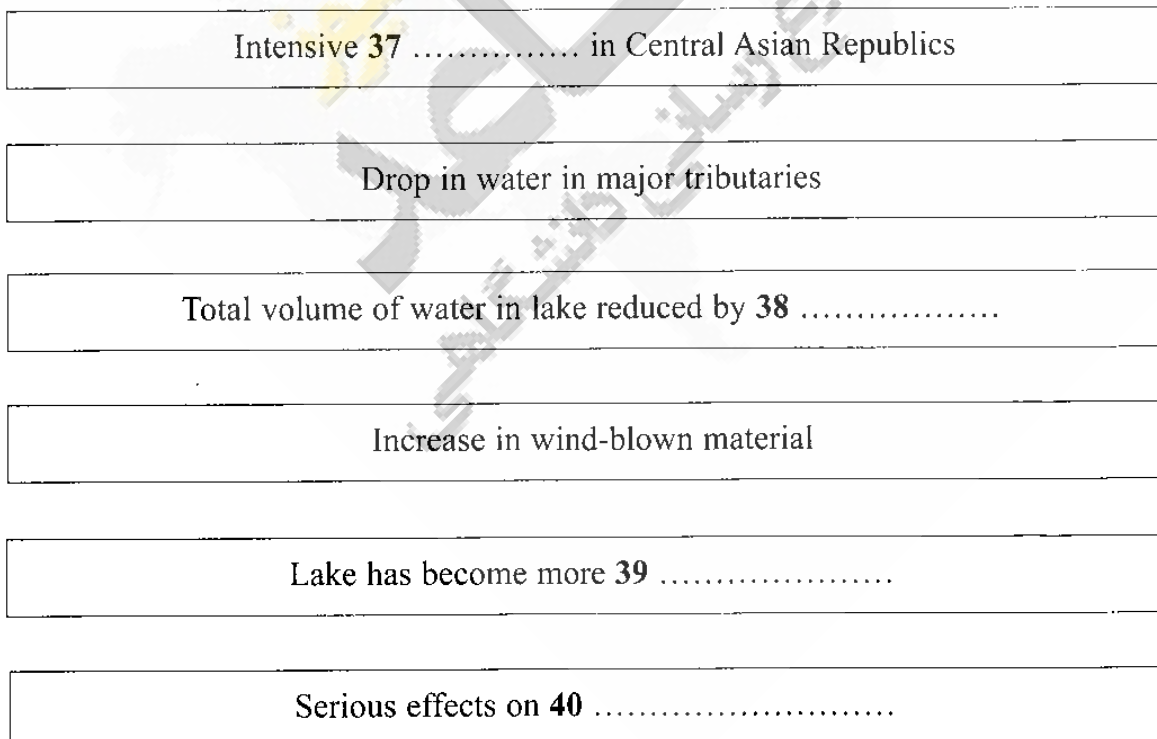 Intensive 37 ............... in Central Asian Republics
Drop in water in major tributaries
Total volume of water in lake reduced by 38 ..................
Increase in wind-blown material
Lake has become more 39 .....................
Serious effects on 40 ...........................